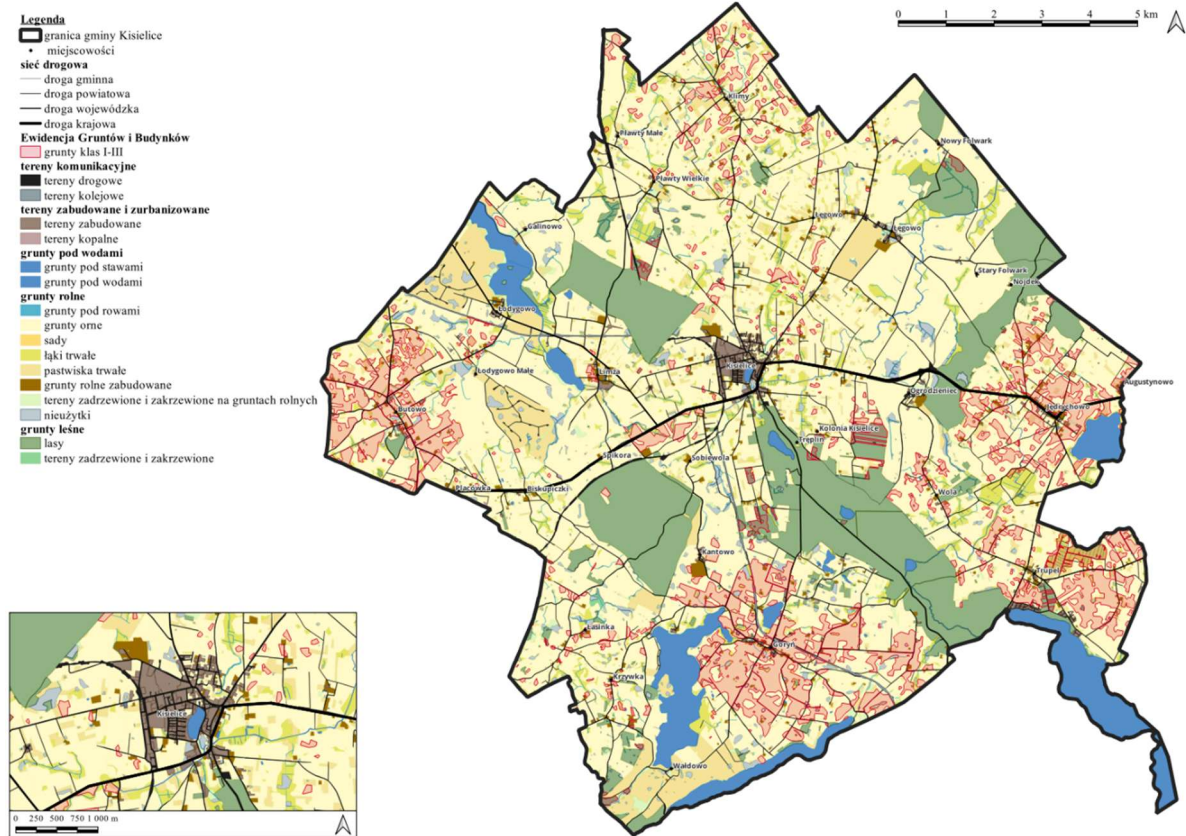 Legenda
granica gminy Kisielice
miejscowości
sieć drogowa
droga gminna
droga powiatowa
droga wojewódzka
droga krajowa
Ewidencja Gruntów i Budynków
grunty klas I-III
tereny komunikacyjne
tereny drogowe
tereny kolejowe
tereny zabudowane i zurbanizowane
tereny zabudowane
tereny kopalne
grunty pod wodami
grunty pod stawami
grunty pod wodami
grunty rolne
grunty pod rowami
grunty orne
sady
łąki trwałe
pastwiska trwałe
grunty rolne zabudowane
tereny zadrzewione i zakrzewione na gruntach rolnych
nieużytki
grunty leśne
lasy
tereny zadrzewione i zakrzewione
0 1 2 3 4 5 km
Klimy
Pławty Małe
Nowy Folwark
Pławty Wielkie
Łęgowo
Łęgowo
Galinowo
Stary Folwark
Nojdek
Łodygowo
Kisielice
Limża
Łodygowo Małe
Augustynowo
Ogrodzieniec
Jędrychowo
Butowo
Kolonia Kisielice
Tręplin
Sobiewola
Biskupiczki
Wola
Kantowo
Trupel
Łasinka
Goryń
Krzywka
Wałdowo
Kisielice
0 250 500 750 1 000 m